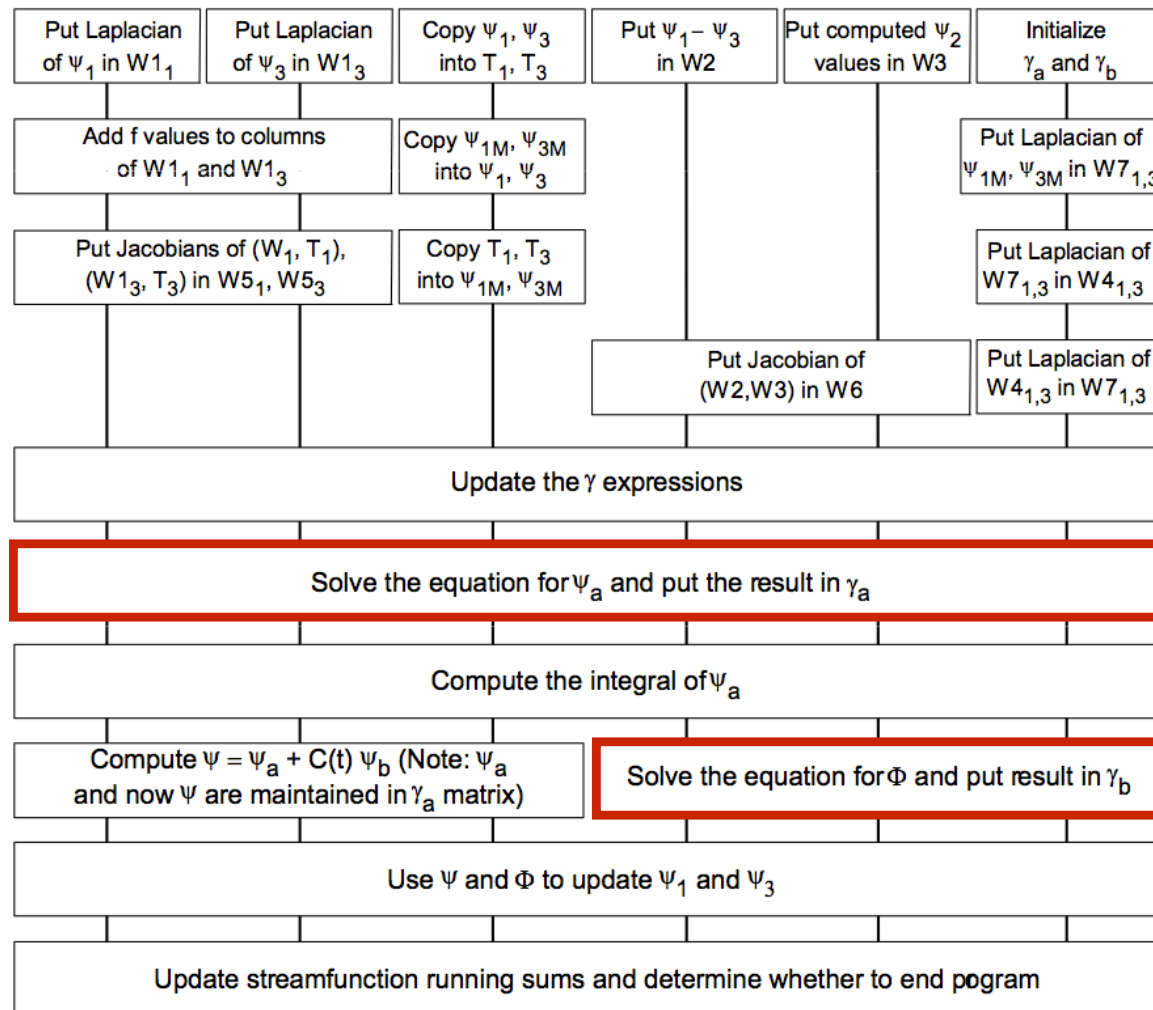 Put Laplacian
of Ψ₁ in W1₁
Put Laplacian
of Ψ₃ in W1₃
Copy Ψ₁, Ψ₃
into T₁, T₃
Put Ψ₁ – Ψ₃
in W2
Put computed Ψ₂
values in W3
Initialize
γₐ and γ_b
Add f values to columns
of W1₁ and W1₃
Copy Ψ₁M, Ψ₃M
into Ψ₁, Ψ₃
Put Laplacian of
Ψ₁M, Ψ₃M in W7₁,₃
Put Jacobians of (W₁, T₁),
(W1₃, T₃) in W5₁, W5₃
Copy T₁, T₃
into Ψ₁M, Ψ₃M
Put Laplacian of
W7₁,₃ in W4₁,₃
Put Jacobian of
(W2,W3) in W6
Put Laplacian of
W4₁,₃ in W7₁,₃
Update the γ expressions
Solve the equation for Ψₐ and put the result in γₐ
Compute the integral of Ψₐ
Compute Ψ = Ψₐ + C(t) Ψ_b (Note: Ψₐ
and now Ψ are maintained in γₐ matrix)
Solve the equation for Φ and put result in γ_b
Use Ψ and Φ to update Ψ₁ and Ψ₃
Update streamfunction running sums and determine whether to end pogram